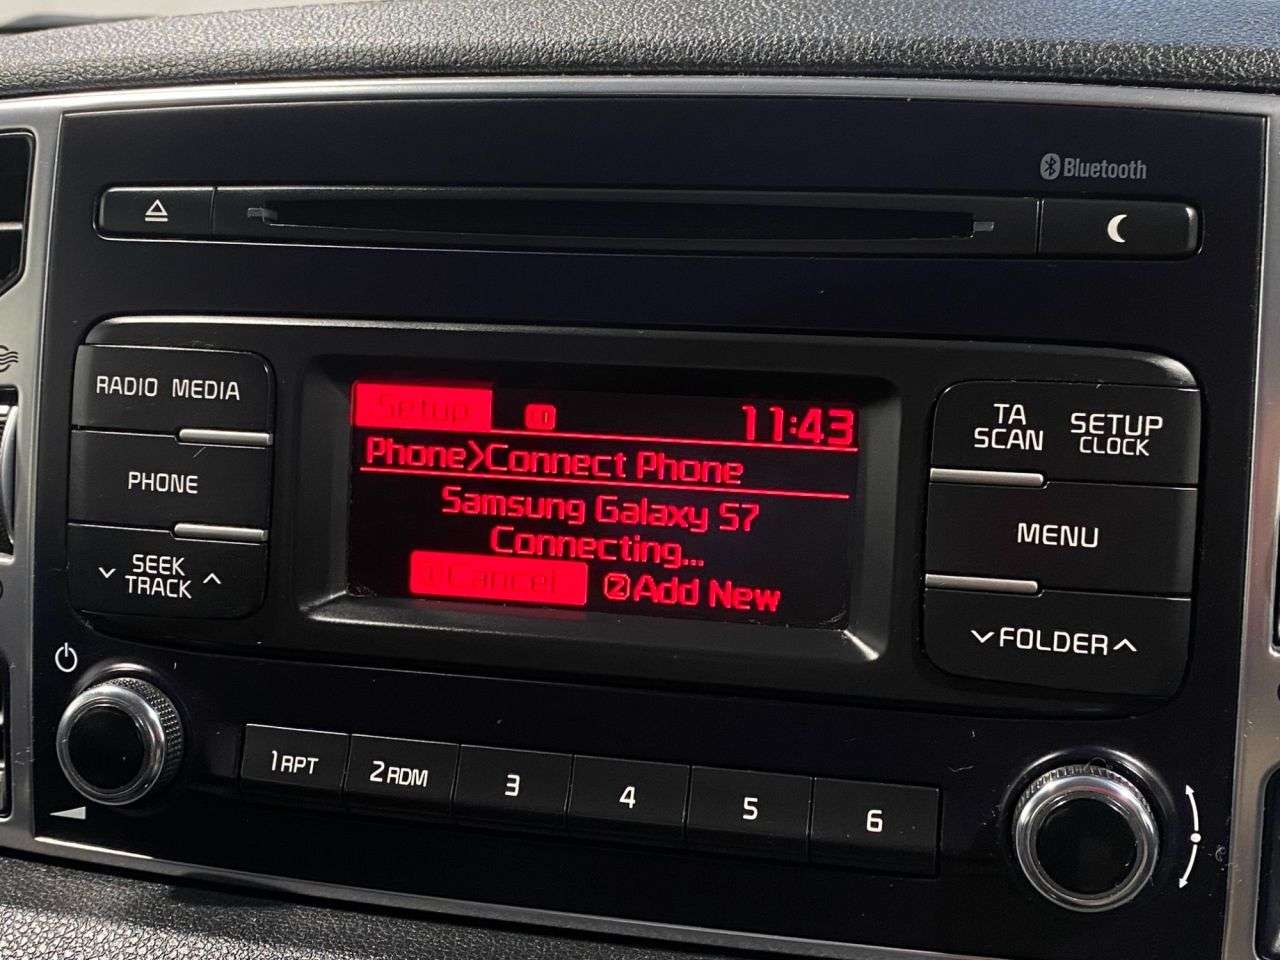 Bluetooth
RADIO MEDIA
PHONE
SEEK
TRACK
Setup
11:43
Phone>Connect Phone
Samsung Galaxy S7
Connecting...
1 Cancel 2 Add New
TA
SCAN
SETUP
CLOCK
MENU
FOLDER
1 RPT
2 RDM
3
4
5
6